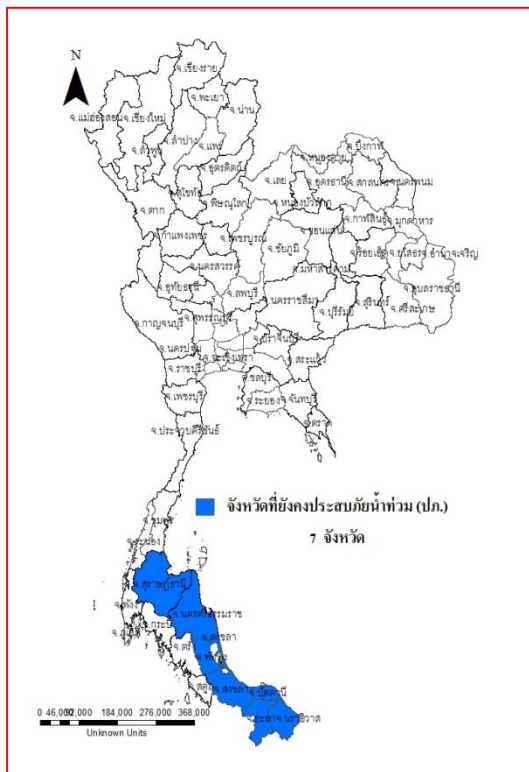 N
จ.เชียงราย
จ.พะเยา
จ.น่าน
จ.แม่ฮ่องสอน
จ.เชียงใหม่
จ.ลำปาง
จ.แพร่
จ.ลำพูน
จ.อุตรดิตถ์
จ.บึงกาฬ
จ.เลย
จ.อุดรธานี
จ.สกลนคร
จ.นครพนม
จ.สุโขทัย
จ.ตาก
จ.พิษณุโลก
จ.กาฬสินธุ์
จ.มุกดาหาร
จ.กำแพงเพชร
จ.เพชรบูรณ์
จ.ขอนแก่น
จ.ชัยภูมิ
จ.ร้อยเอ็ด
จ.ยโสธร
จ.อำนาจเจริญ
จ.นครสวรรค์
จ.มหาสารคาม
จ.อุทัยธานี
จ.ลพบุรี
จ.นครราชสีมา
จ.บุรีรัมย์
จ.สุรินทร์
จ.ศรีสะเกษ
จ.อุบลราชธานี
จ.กาญจนบุรี
จ.สุพรรณบุรี
จ.นครปฐม
จ.ปราจีนบุรี
จ.ฉะเชิงเทรา
จ.สระแก้ว
จ.ราชบุรี
จ.ชลบุรี
จ.เพชรบุรี
จ.ระยอง
จ.จันทบุรี
จ.ตราด
จ.ประจวบคีรีขันธ์
จังหวัดที่ยังคงประสบภัยน้ำท่วม (ปภ.)
7 จังหวัด
จ.ชุมพร
จ.ระนอง
จ.สุราษฎ์ธานี
จ.พังงา
จ.นครศรีธรรมราช
จ.กระบี่
จ.สงขลา
จ.สตูล
จ.สงขลา
จ.ปัตตานี
จ.ยะลา
จ.นราธิวาส
184,000 276,000 368,000
Unknown Units